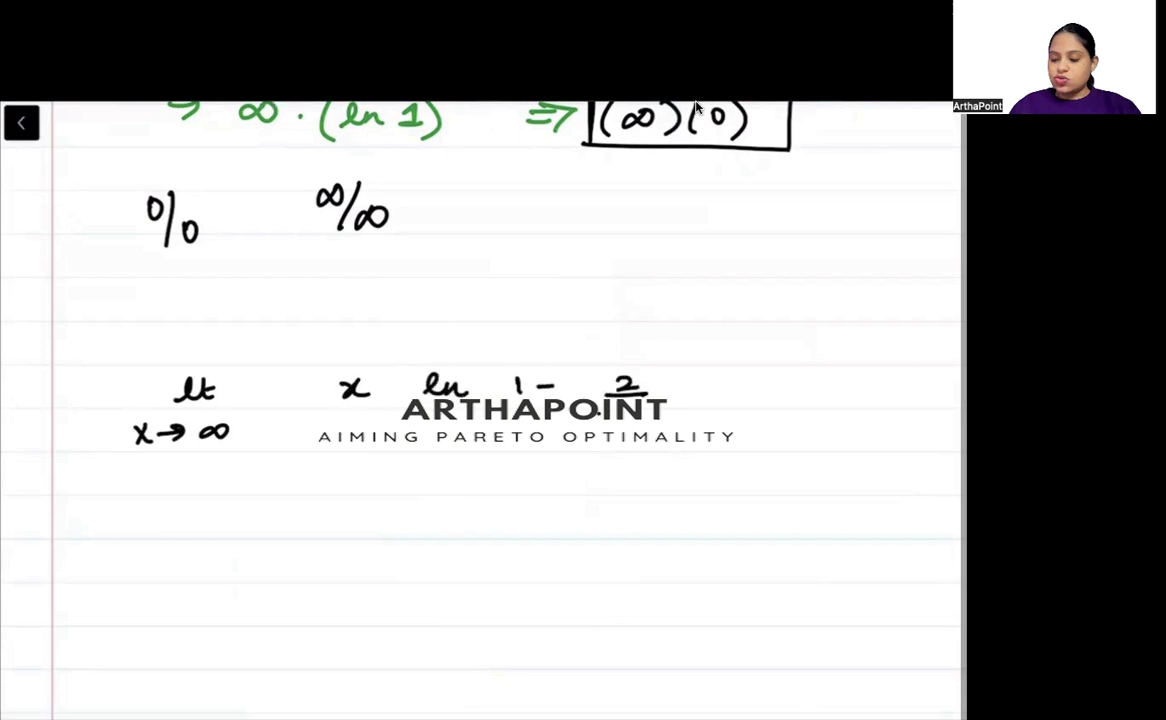 → ∞ . (ln 1) ⇒ (∞)(0)
ArthaPoint
0/0 ∞/∞
lt x ln 1 - 2
x → ∞
ARTHAPOINT
AIMING PARETO OPTIMALITY